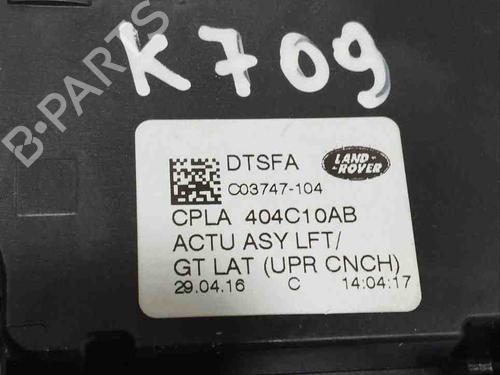 K709
B-PARTS
DTSFA
LAND
ROVER
C03747-104
CPLA 404C10AB
ACTU ASY LFT/
GT LAT (UPR CNCH)
29.04.16 C 14:04:17